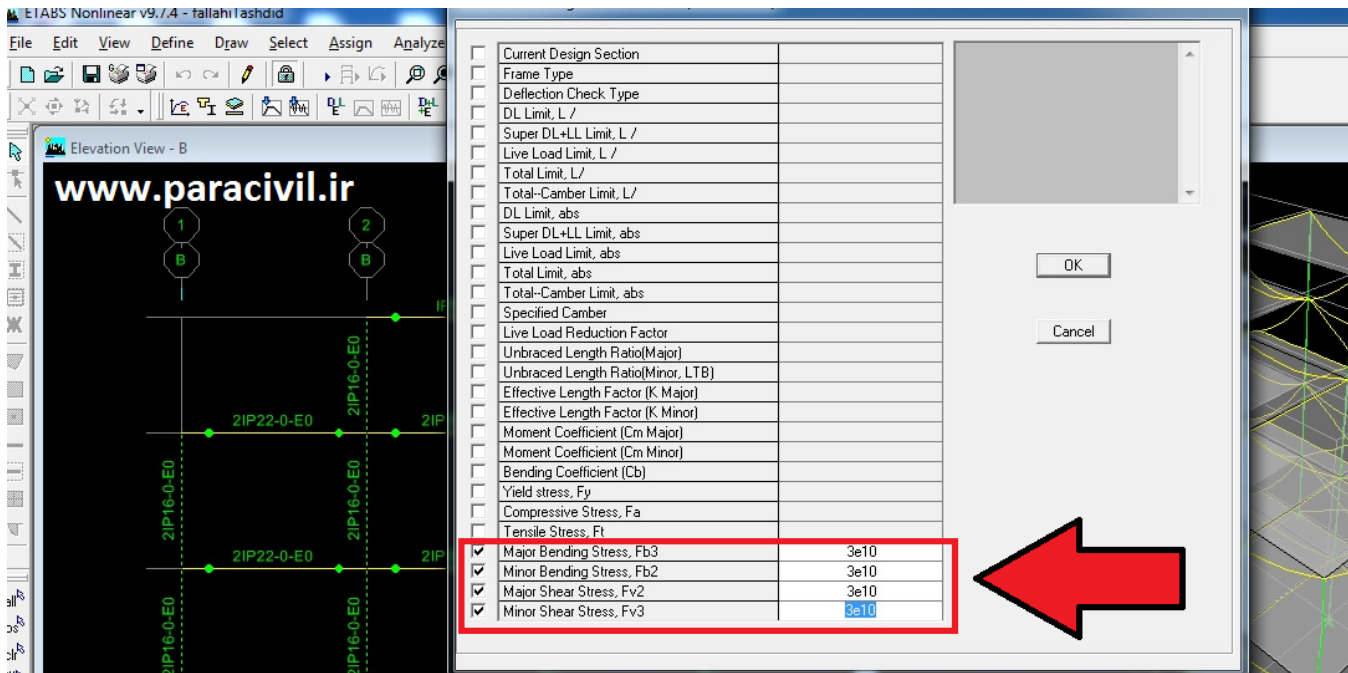 ETABS Nonlinear v9.7.4 - fallahiTashdid
File Edit View Define Draw Select Assign Analyze
Elevation View - B
www.paracivil.ir
1 2
B B
2IP16-0-E0
2IP22-0-E0 2IP
2IP16-0-E0 2IP16-0-E0
2IP22-0-E0 2IP
2IP16-0-E0 2IP16-0-E0
Current Design Section
Frame Type
Deflection Check Type
DL Limit, L /
Super DL+LL Limit, L /
Live Load Limit, L /
Total Limit, L/
Total--Camber Limit, L/
DL Limit, abs
Super DL+LL Limit, abs
Live Load Limit, abs
Total Limit, abs
Total--Camber Limit, abs
Specified Camber
Live Load Reduction Factor
Unbraced Length Ratio(Major)
Unbraced Length Ratio(Minor, LTB)
Effective Length Factor (K Major)
Effective Length Factor (K Minor)
Moment Coefficient (Cm Major)
Moment Coefficient (Cm Minor)
Bending Coefficient (Cb)
Yield stress, Fy
Compressive Stress, Fa
Tensile Stress, Ft
Major Bending Stress, Fb3 3e10
Minor Bending Stress, Fb2 3e10
Major Shear Stress, Fv2 3e10
Minor Shear Stress, Fv3 3e10
OK
Cancel